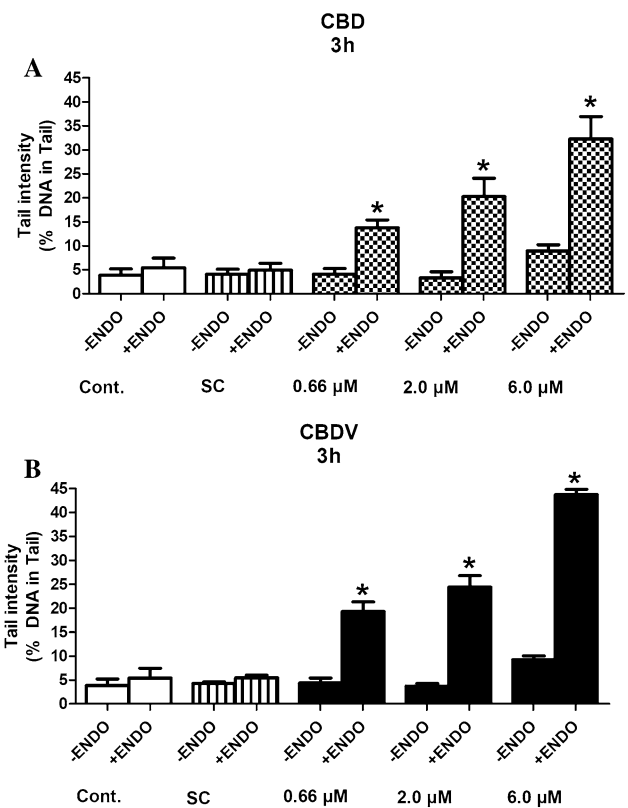 CBD
3h
A
Tail intensity
(% DNA in Tail)
45
40
35
30
25
20
15
10
5
0
* * *
-ENDO +ENDO -ENDO +ENDO -ENDO +ENDO -ENDO +ENDO -ENDO +ENDO
Cont. SC 0.66 µM 2.0 µM 6.0 µM
CBDV
3h
B
Tail intensity
(% DNA in Tail)
45
40
35
30
25
20
15
10
5
0
* * *
-ENDO +ENDO -ENDO +ENDO -ENDO +ENDO -ENDO +ENDO -ENDO +ENDO
Cont. SC 0.66 µM 2.0 µM 6.0 µM